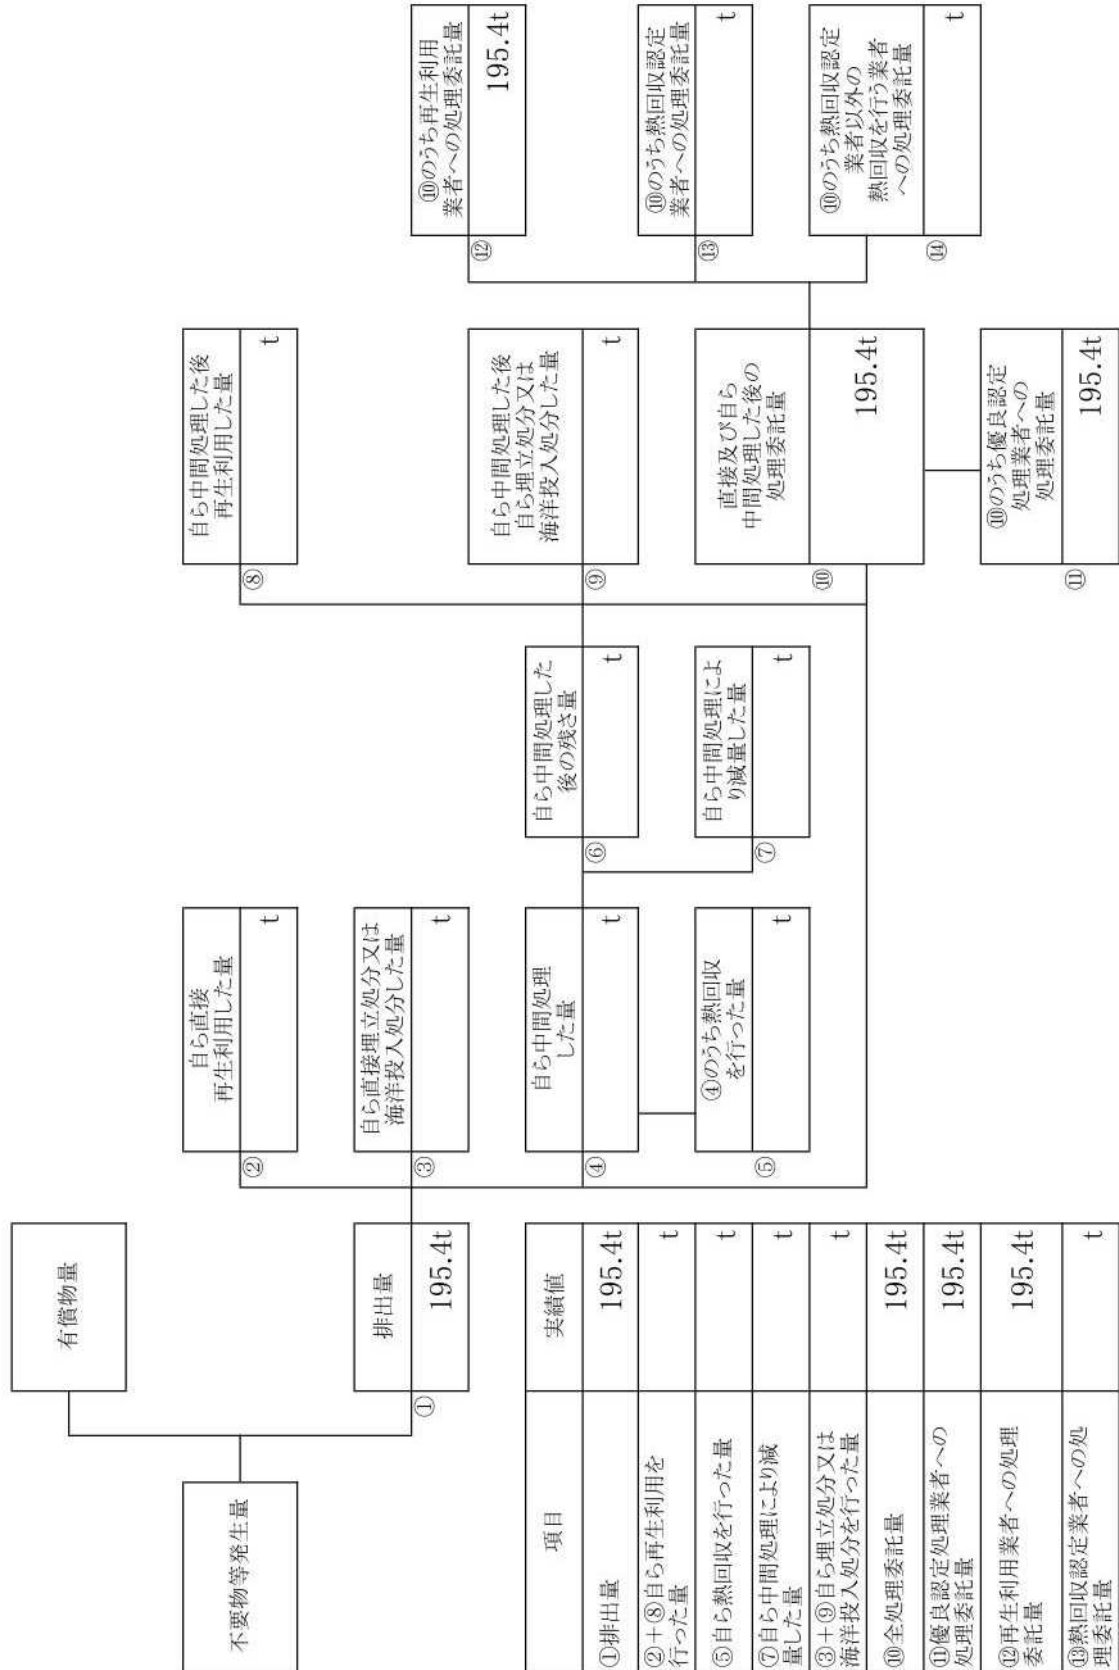 不要物等発生量
有償物量
排出量
①
195.4t
自ら直接
再生利用した量
②
t
自ら直接埋立処分又は
海洋投入処分した量
③
t
自ら中間処理
した量
④
t
④のうち熱回収
を行った量
⑤
t
自ら中間処理した
後の残さ量
⑥
t
自ら中間処理によ
り減量した量
⑦
t
自ら中間処理した後
再生利用した量
⑧
t
自ら中間処理した後
自ら埋立処分又は
海洋投入処分した量
⑨
t
直接及び自ら
中間処理した後の
処理委託量
⑩
195.4t
⑩のうち優良認定
処理業者への
処理委託量
⑪
195.4t
⑩のうち再生利用
業者への処理委託量
⑫
195.4t
⑩のうち熱回収認定
業者への処理委託量
⑬
t
⑩のうち熱回収認定
業者以外の
熱回収を行う業者
への処理委託量
⑭
t
項目 実績値
①排出量 195.4t
②+⑧自ら再生利用を
行った量 t
⑤自ら熱回収を行った量 t
⑦自ら中間処理により減
量した量 t
③+⑨自ら埋立処分又は
海洋投入処分を行った量 t
⑩全処理委託量 195.4t
⑪優良認定処理業者への
処理委託量 195.4t
⑫再生利用業者への処理
委託量 195.4t
⑬熱回収認定業者への処
理委託量 t